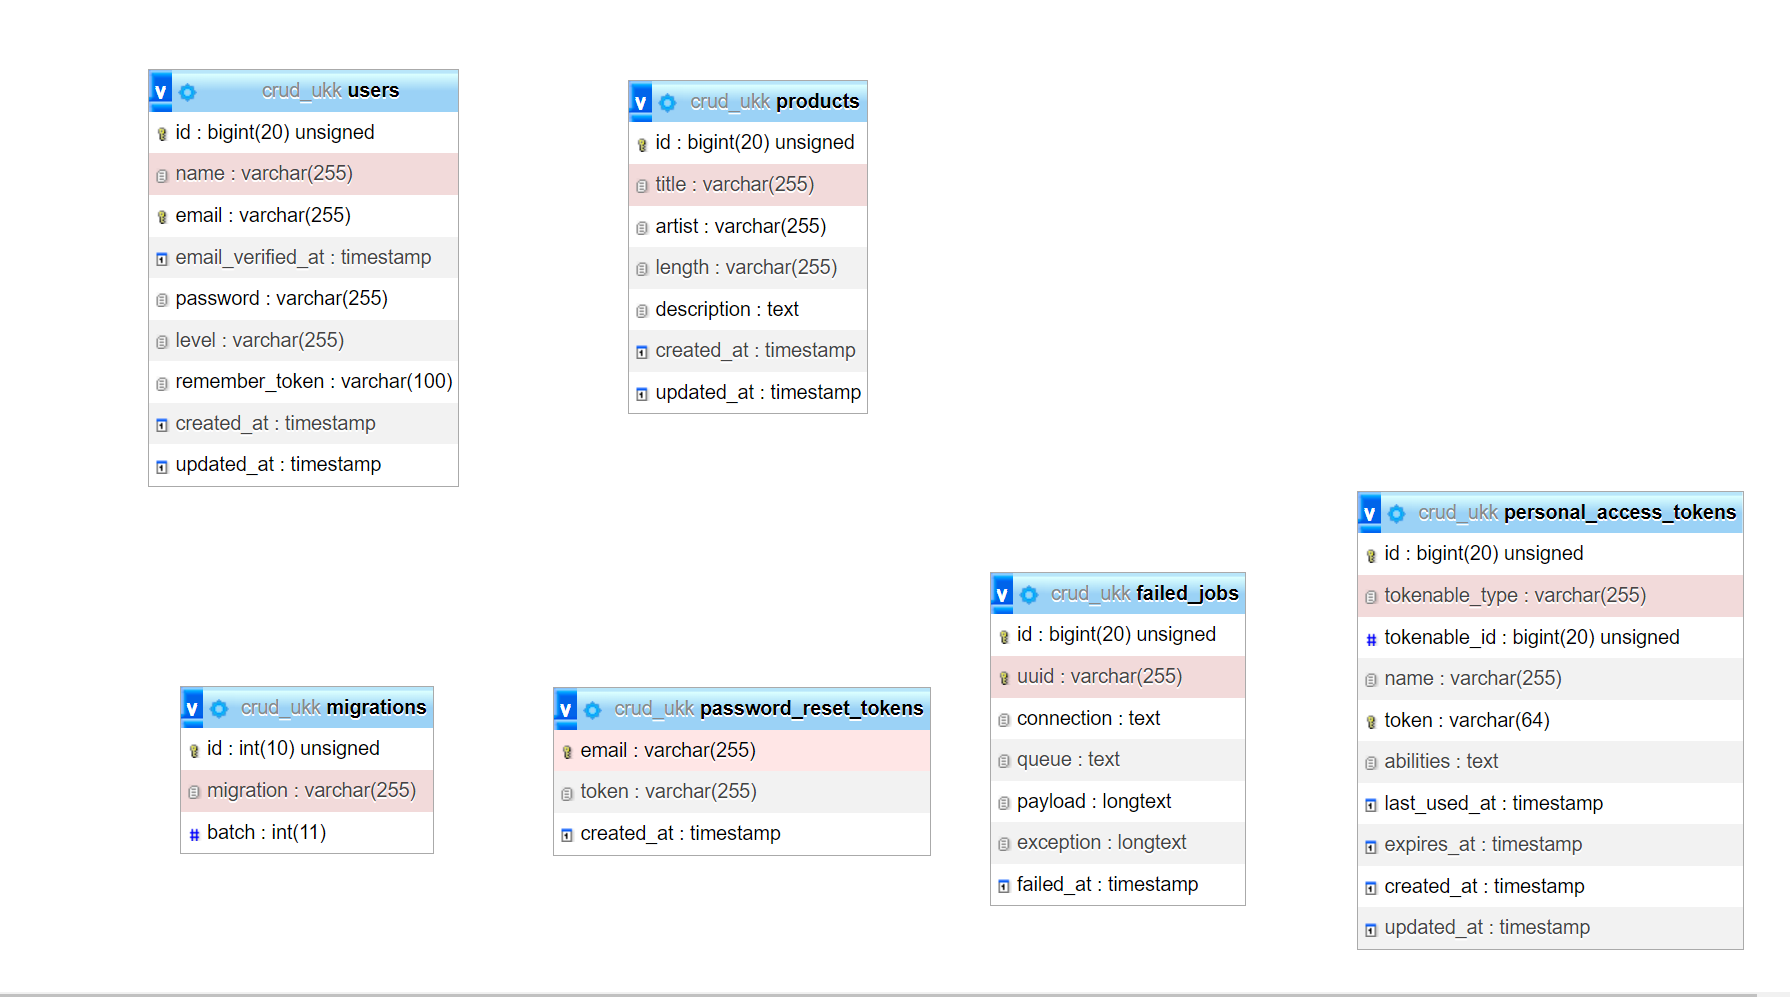 crud_ukk users
id : bigint(20) unsigned
name : varchar(255)
email : varchar(255)
email_verified_at : timestamp
password : varchar(255)
level : varchar(255)
remember_token : varchar(100)
created_at : timestamp
updated_at : timestamp
crud_ukk products
id : bigint(20) unsigned
title : varchar(255)
artist : varchar(255)
length : varchar(255)
description : text
created_at : timestamp
updated_at : timestamp
crud_ukk migrations
id : int(10) unsigned
migration : varchar(255)
# batch : int(11)
crud_ukk password_reset_tokens
email : varchar(255)
token : varchar(255)
created_at : timestamp
crud_ukk failed_jobs
id : bigint(20) unsigned
uuid : varchar(255)
connection : text
queue : text
payload : longtext
exception : longtext
failed_at : timestamp
crud_ukk personal_access_tokens
id : bigint(20) unsigned
tokenable_type : varchar(255)
# tokenable_id : bigint(20) unsigned
name : varchar(255)
token : varchar(64)
abilities : text
last_used_at : timestamp
expires_at : timestamp
created_at : timestamp
updated_at : timestamp